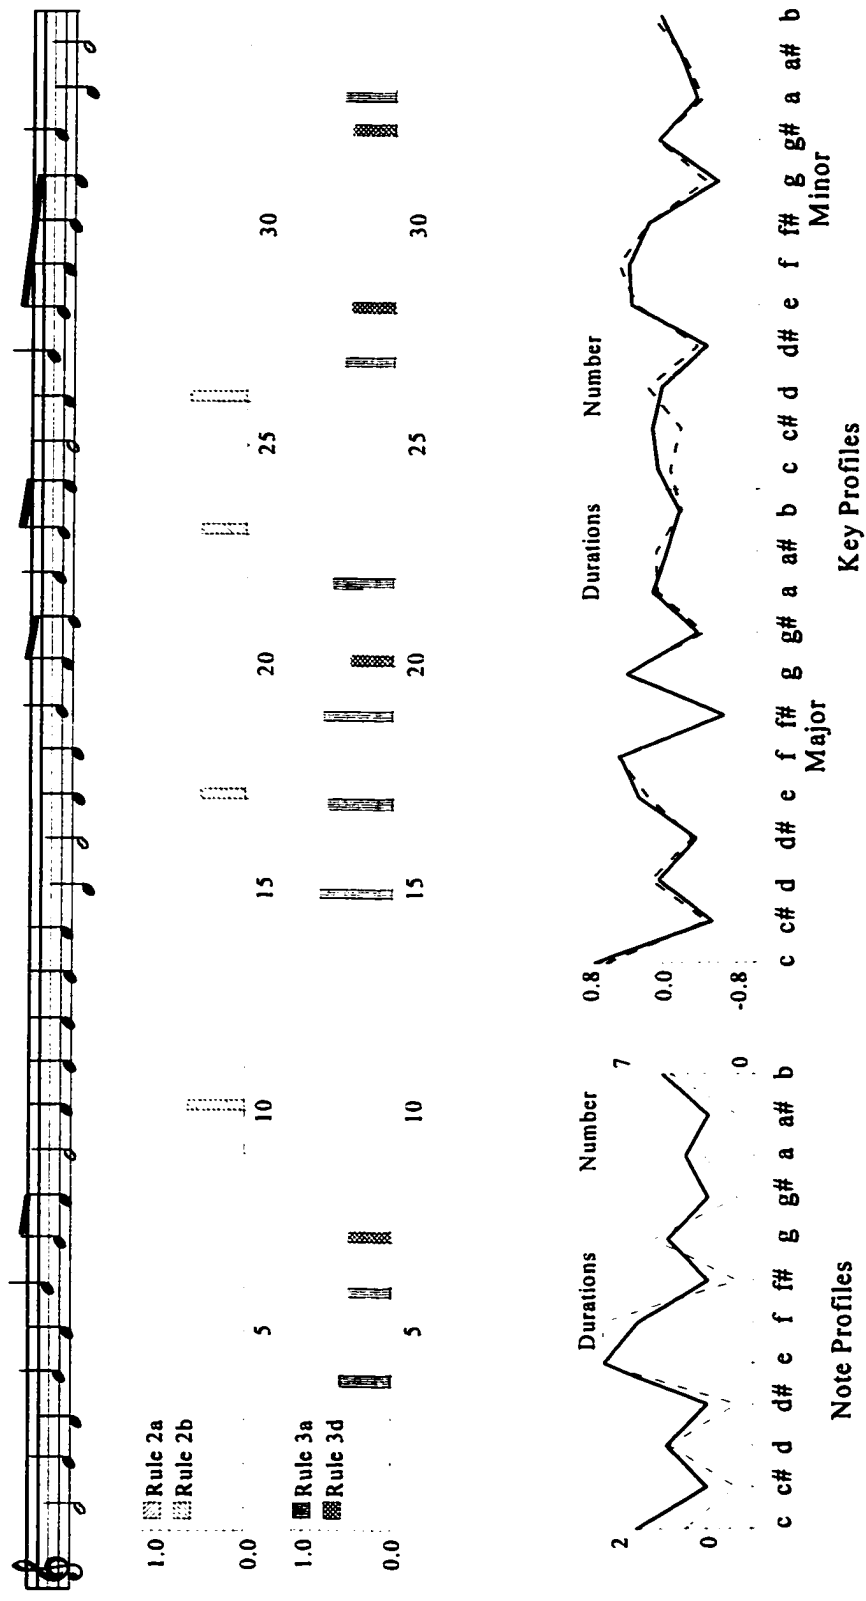 1.0
0.0
Rule 2a
Rule 2b
5
10
15
20
25
30
1.0
0.0
Rule 3a
Rule 3d
5
10
15
20
25
30
Durations
Number
2
0
7
0
c c# d d# e f f# g g# a a# b
Note Profiles
Durations
Number
0.8
0.0
-0.8
c c# d d# e f f# g g# a a# b c c# d d# e f f# g g# a a# b
Major
Minor
Key Profiles